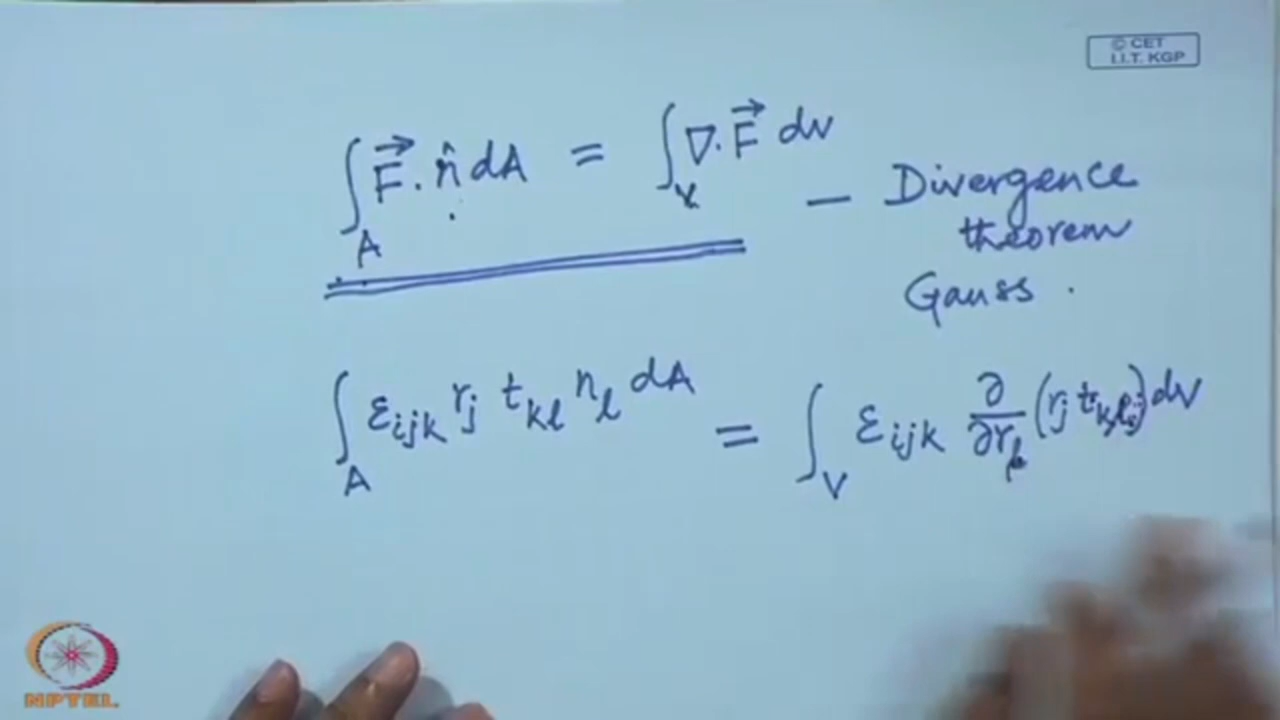 © CET
I.I.T. KGP
∫_A F⃗ · n̂ dA = ∫_V ∇· F⃗ dv — Divergence
theorem
Gauss .
∫_A ε_ijk r_j t_kl n_l dA = ∫_V ε_ijk ∂/∂r_l (r_j t_kl) dV
NPTEL